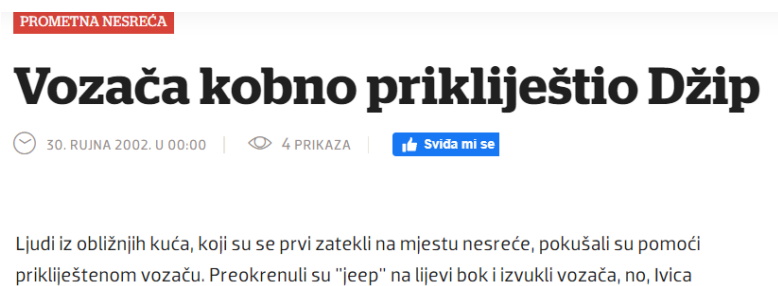 PROMETNA NESREĆA
Vozača kobno prikliještio Džip
30. RUJNA 2002. U 00:00 4 PRIKAZA Sviđa mi se
Ljudi iz obližnjih kuća, koji su se prvi zatekli na mjestu nesreće, pokušali su pomoći
prikliještenom vozaču. Preokrenuli su "jeep" na lijevi bok i izvukli vozača, no, Ivica